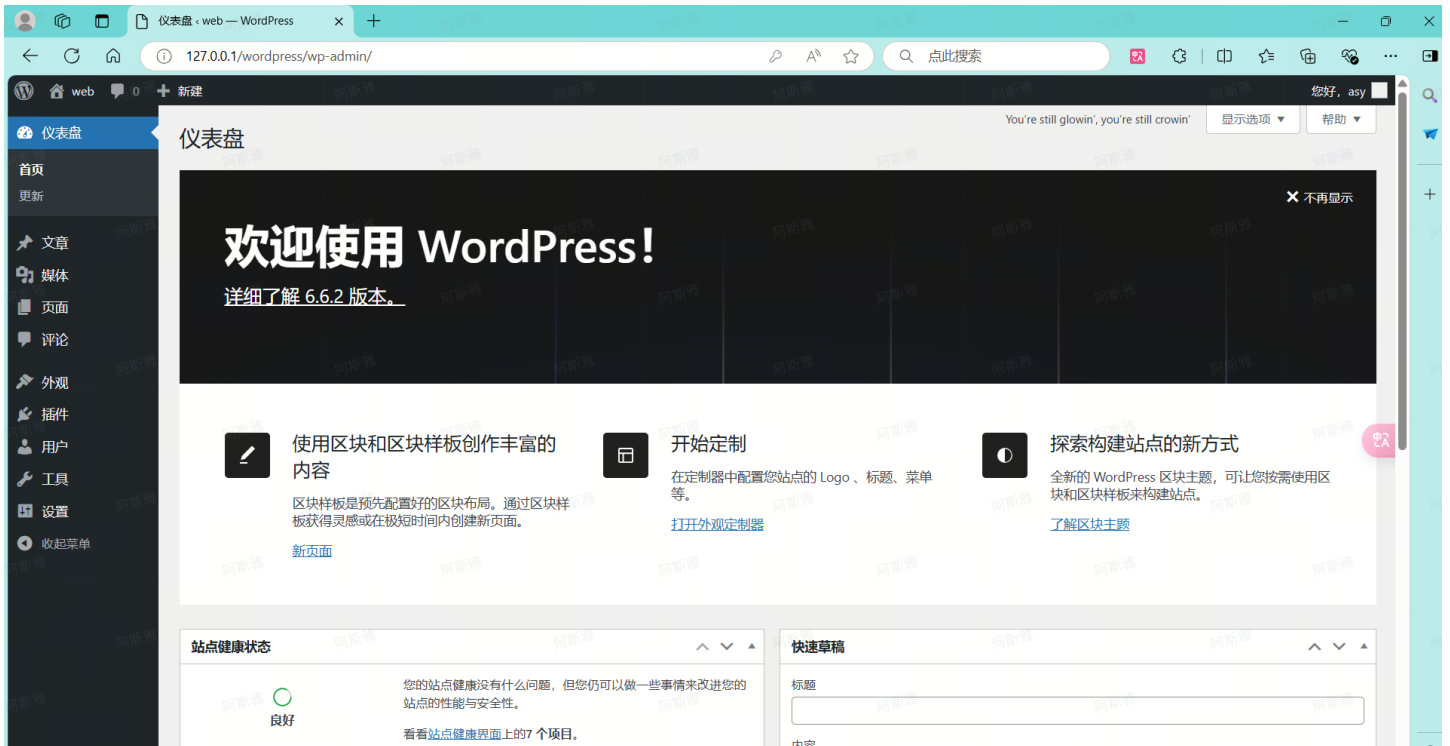 仪表盘 ‹ web — WordPress
127.0.0.1/wordpress/wp-admin/
点此搜索
web
0
新建
您好，asy
仪表盘
首页
更新
文章
媒体
页面
评论
外观
插件
用户
工具
设置
收起菜单
仪表盘
You're still glowin', you're still crowin'
显示选项
帮助
不再显示
欢迎使用 WordPress！
详细了解 6.6.2 版本。
使用区块和区块样板创作丰富的
内容
区块样板是预先配置好的区块布局。通过区块样
板获得灵感或在极短时间内创建新页面。
新页面
开始定制
在定制器中配置您站点的 Logo 、标题、菜单
等。
打开外观定制器
探索构建站点的新方式
全新的 WordPress 区块主题，可让您按需使用区
块和区块样板来构建站点。
了解区块主题
站点健康状态
良好
您的站点健康没有什么问题，但您仍可以做一些事情来改进您的
站点的性能与安全性。
看看站点健康界面上的7 个项目。
快速草稿
标题
内容
阿斯雅